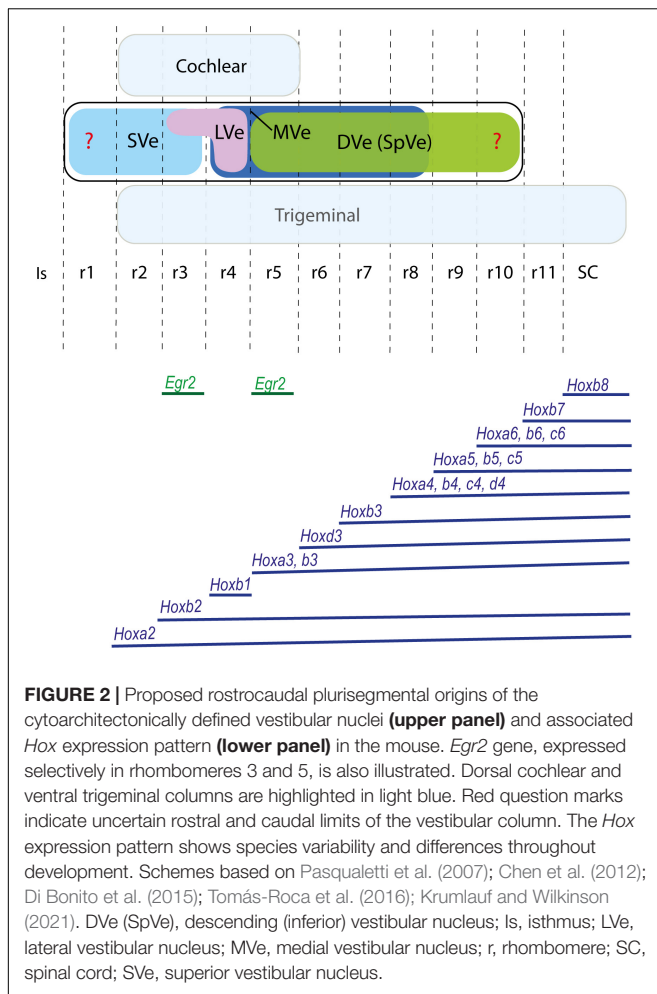 Cochlear
? SVe LVe MVe DVe (SpVe) ?
Trigeminal
Is r1 r2 r3 r4 r5 r6 r7 r8 r9 r10 r11 SC
Egr2 Egr2 Hoxb8
Hoxb7
Hoxa6, b6, c6
Hoxa5, b5, c5
Hoxa4, b4, c4, d4
Hoxb3
Hoxd3
Hoxa3, b3
Hoxb1
Hoxb2
Hoxa2
FIGURE 2 | Proposed rostrocaudal plurisegmental origins of the
cytoarchitectonically defined vestibular nuclei (upper panel) and associated
Hox expression pattern (lower panel) in the mouse. Egr2 gene, expressed
selectively in rhombomeres 3 and 5, is also illustrated. Dorsal cochlear and
ventral trigeminal columns are highlighted in light blue. Red question marks
indicate uncertain rostral and caudal limits of the vestibular column. The Hox
expression pattern shows species variability and differences throughout
development. Schemes based on Pasqualetti et al. (2007); Chen et al. (2012);
Di Bonito et al. (2015); Tomás-Roca et al. (2016); Krumlauf and Wilkinson
(2021). DVe (SpVe), descending (inferior) vestibular nucleus; Is, isthmus; LVe,
lateral vestibular nucleus; MVe, medial vestibular nucleus; r, rhombomere; SC,
spinal cord; SVe, superior vestibular nucleus.